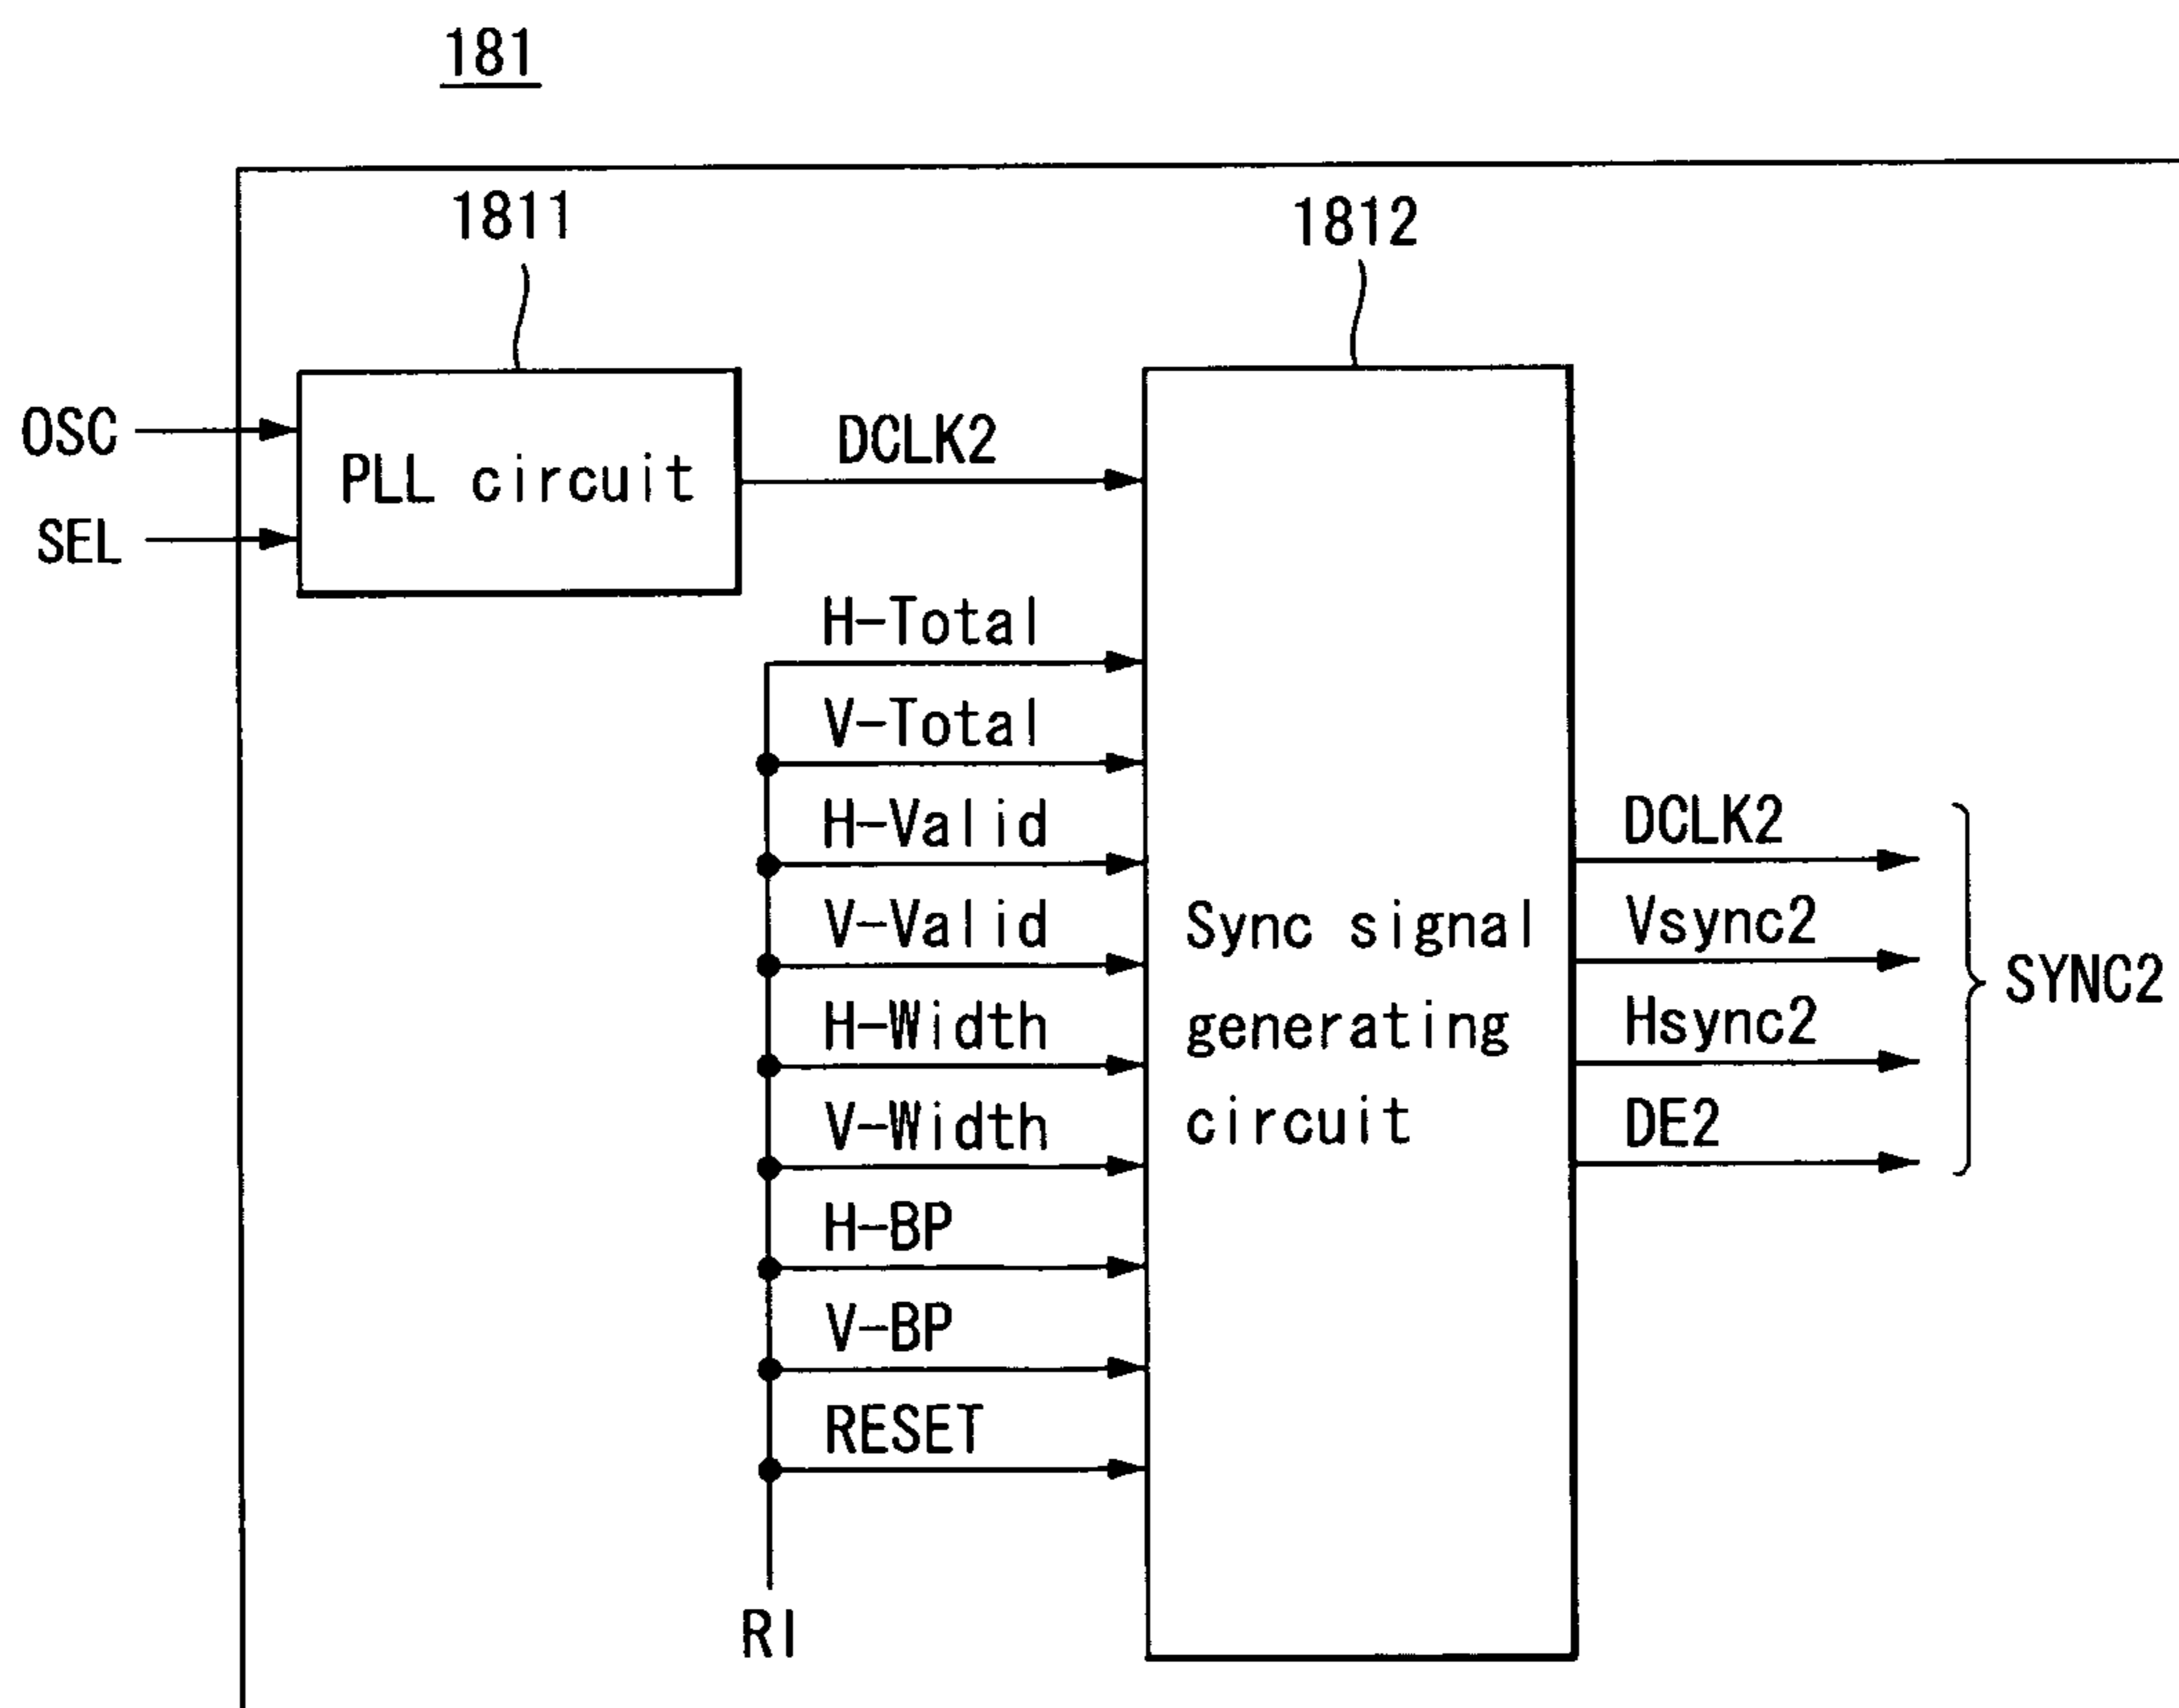 181
1811
1812
OSC
SEL
PLL circuit
DCLK2
H-Total
V-Total
H-Valid
V-Valid
H-Width
V-Width
H-BP
V-BP
RESET
RI
Sync signal
generating
circuit
DCLK2
Vsync2
Hsync2
DE2
SYNC2